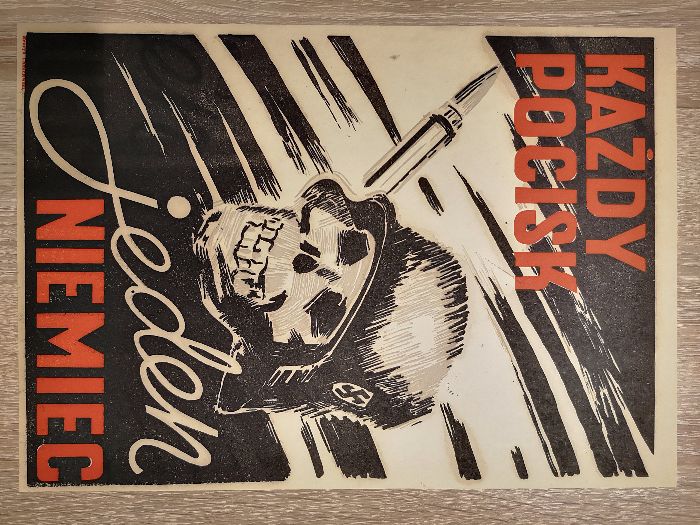 KAŻDY
POCISK
jeden
NIEMIEC